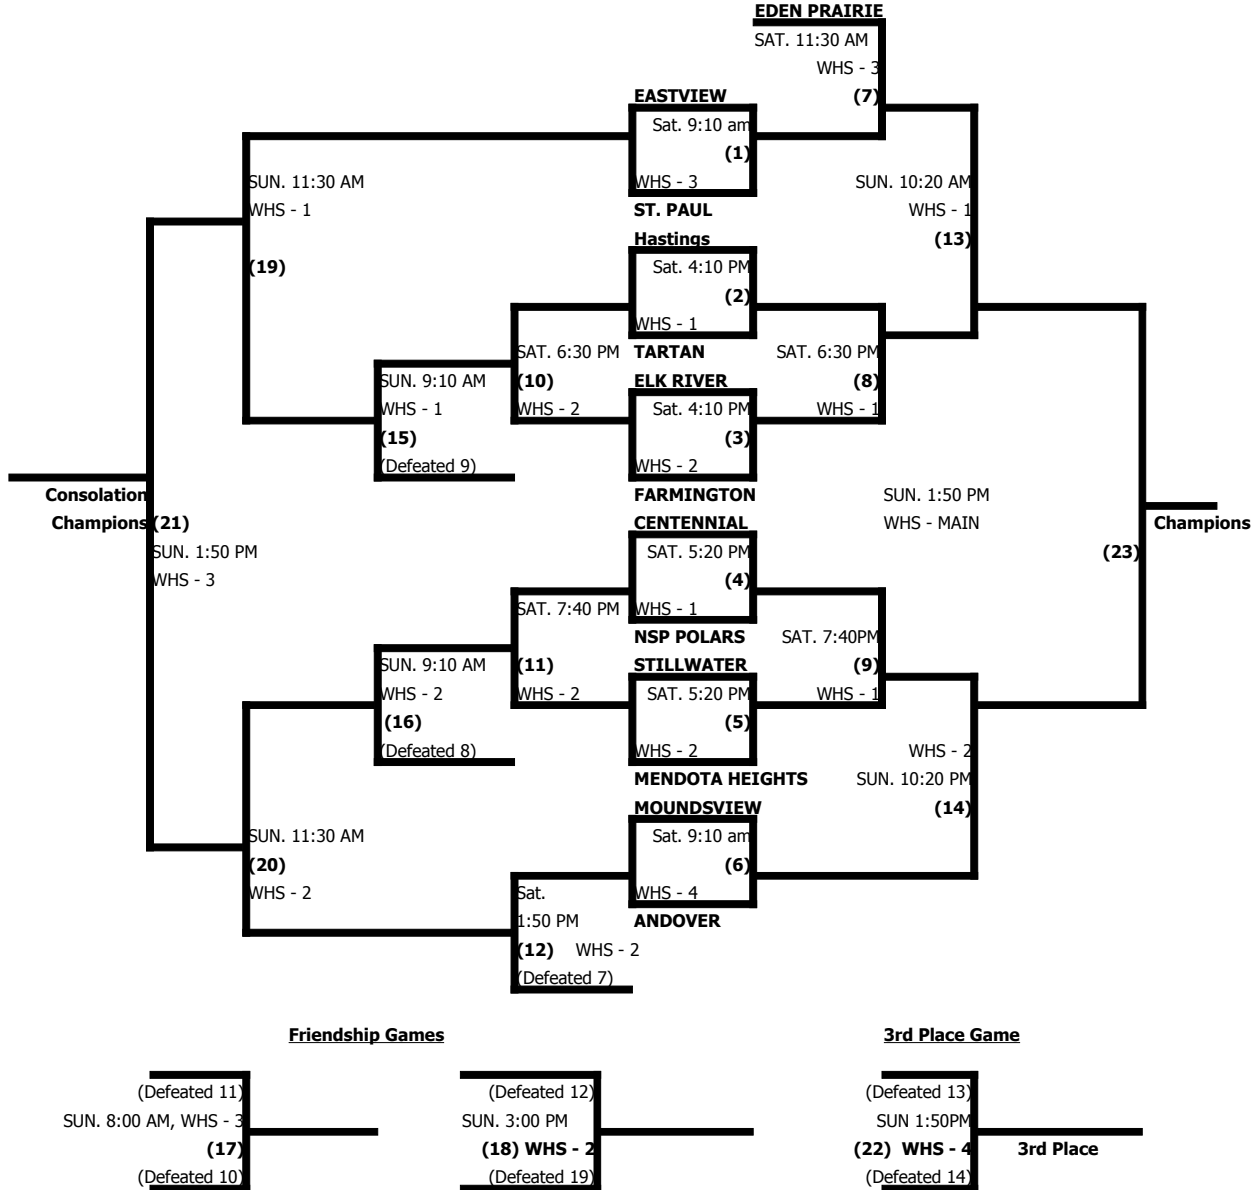 EDEN PRAIRIE
SAT. 11:30 AM
WHS - 3
EASTVIEW
(7)
Sat. 9:10 am
(1)
SUN. 11:30 AM
WHS - 3
SUN. 10:20 AM
WHS - 1
ST. PAUL
WHS - 1
Hastings
(13)
(19)
Sat. 4:10 PM
(2)
WHS - 1
SAT. 6:30 PM
TARTAN
SAT. 6:30 PM
SUN. 9:10 AM
(10)
ELK RIVER
(8)
WHS - 1
WHS - 2
Sat. 4:10 PM
WHS - 1
(15)
(3)
(Defeated 9)
WHS - 2
Consolation
FARMINGTON
SUN. 1:50 PM
Champions
(21)
CENTENNIAL
WHS - MAIN
Champions
SUN. 1:50 PM
SAT. 5:20 PM
(23)
WHS - 3
(4)
SAT. 7:40 PM
WHS - 1
NSP POLARS
SAT. 7:40PM
SUN. 9:10 AM
(11)
STILLWATER
(9)
WHS - 2
WHS - 2
SAT. 5:20 PM
WHS - 1
(16)
(5)
(Defeated 8)
WHS - 2
WHS - 2
MENDOTA HEIGHTS
SUN. 10:20 PM
MOUNDSVIEW
(14)
SUN. 11:30 AM
Sat. 9:10 am
(20)
(6)
WHS - 2
Sat.
WHS - 4
1:50 PM
ANDOVER
(12) WHS - 2
(Defeated 7)
Friendship Games
3rd Place Game
(Defeated 11)
(Defeated 12)
(Defeated 13)
SUN. 8:00 AM, WHS - 3
SUN. 3:00 PM
SUN 1:50PM
(17)
(18) WHS - 2
(22) WHS - 4
3rd Place
(Defeated 10)
(Defeated 19)
(Defeated 14)